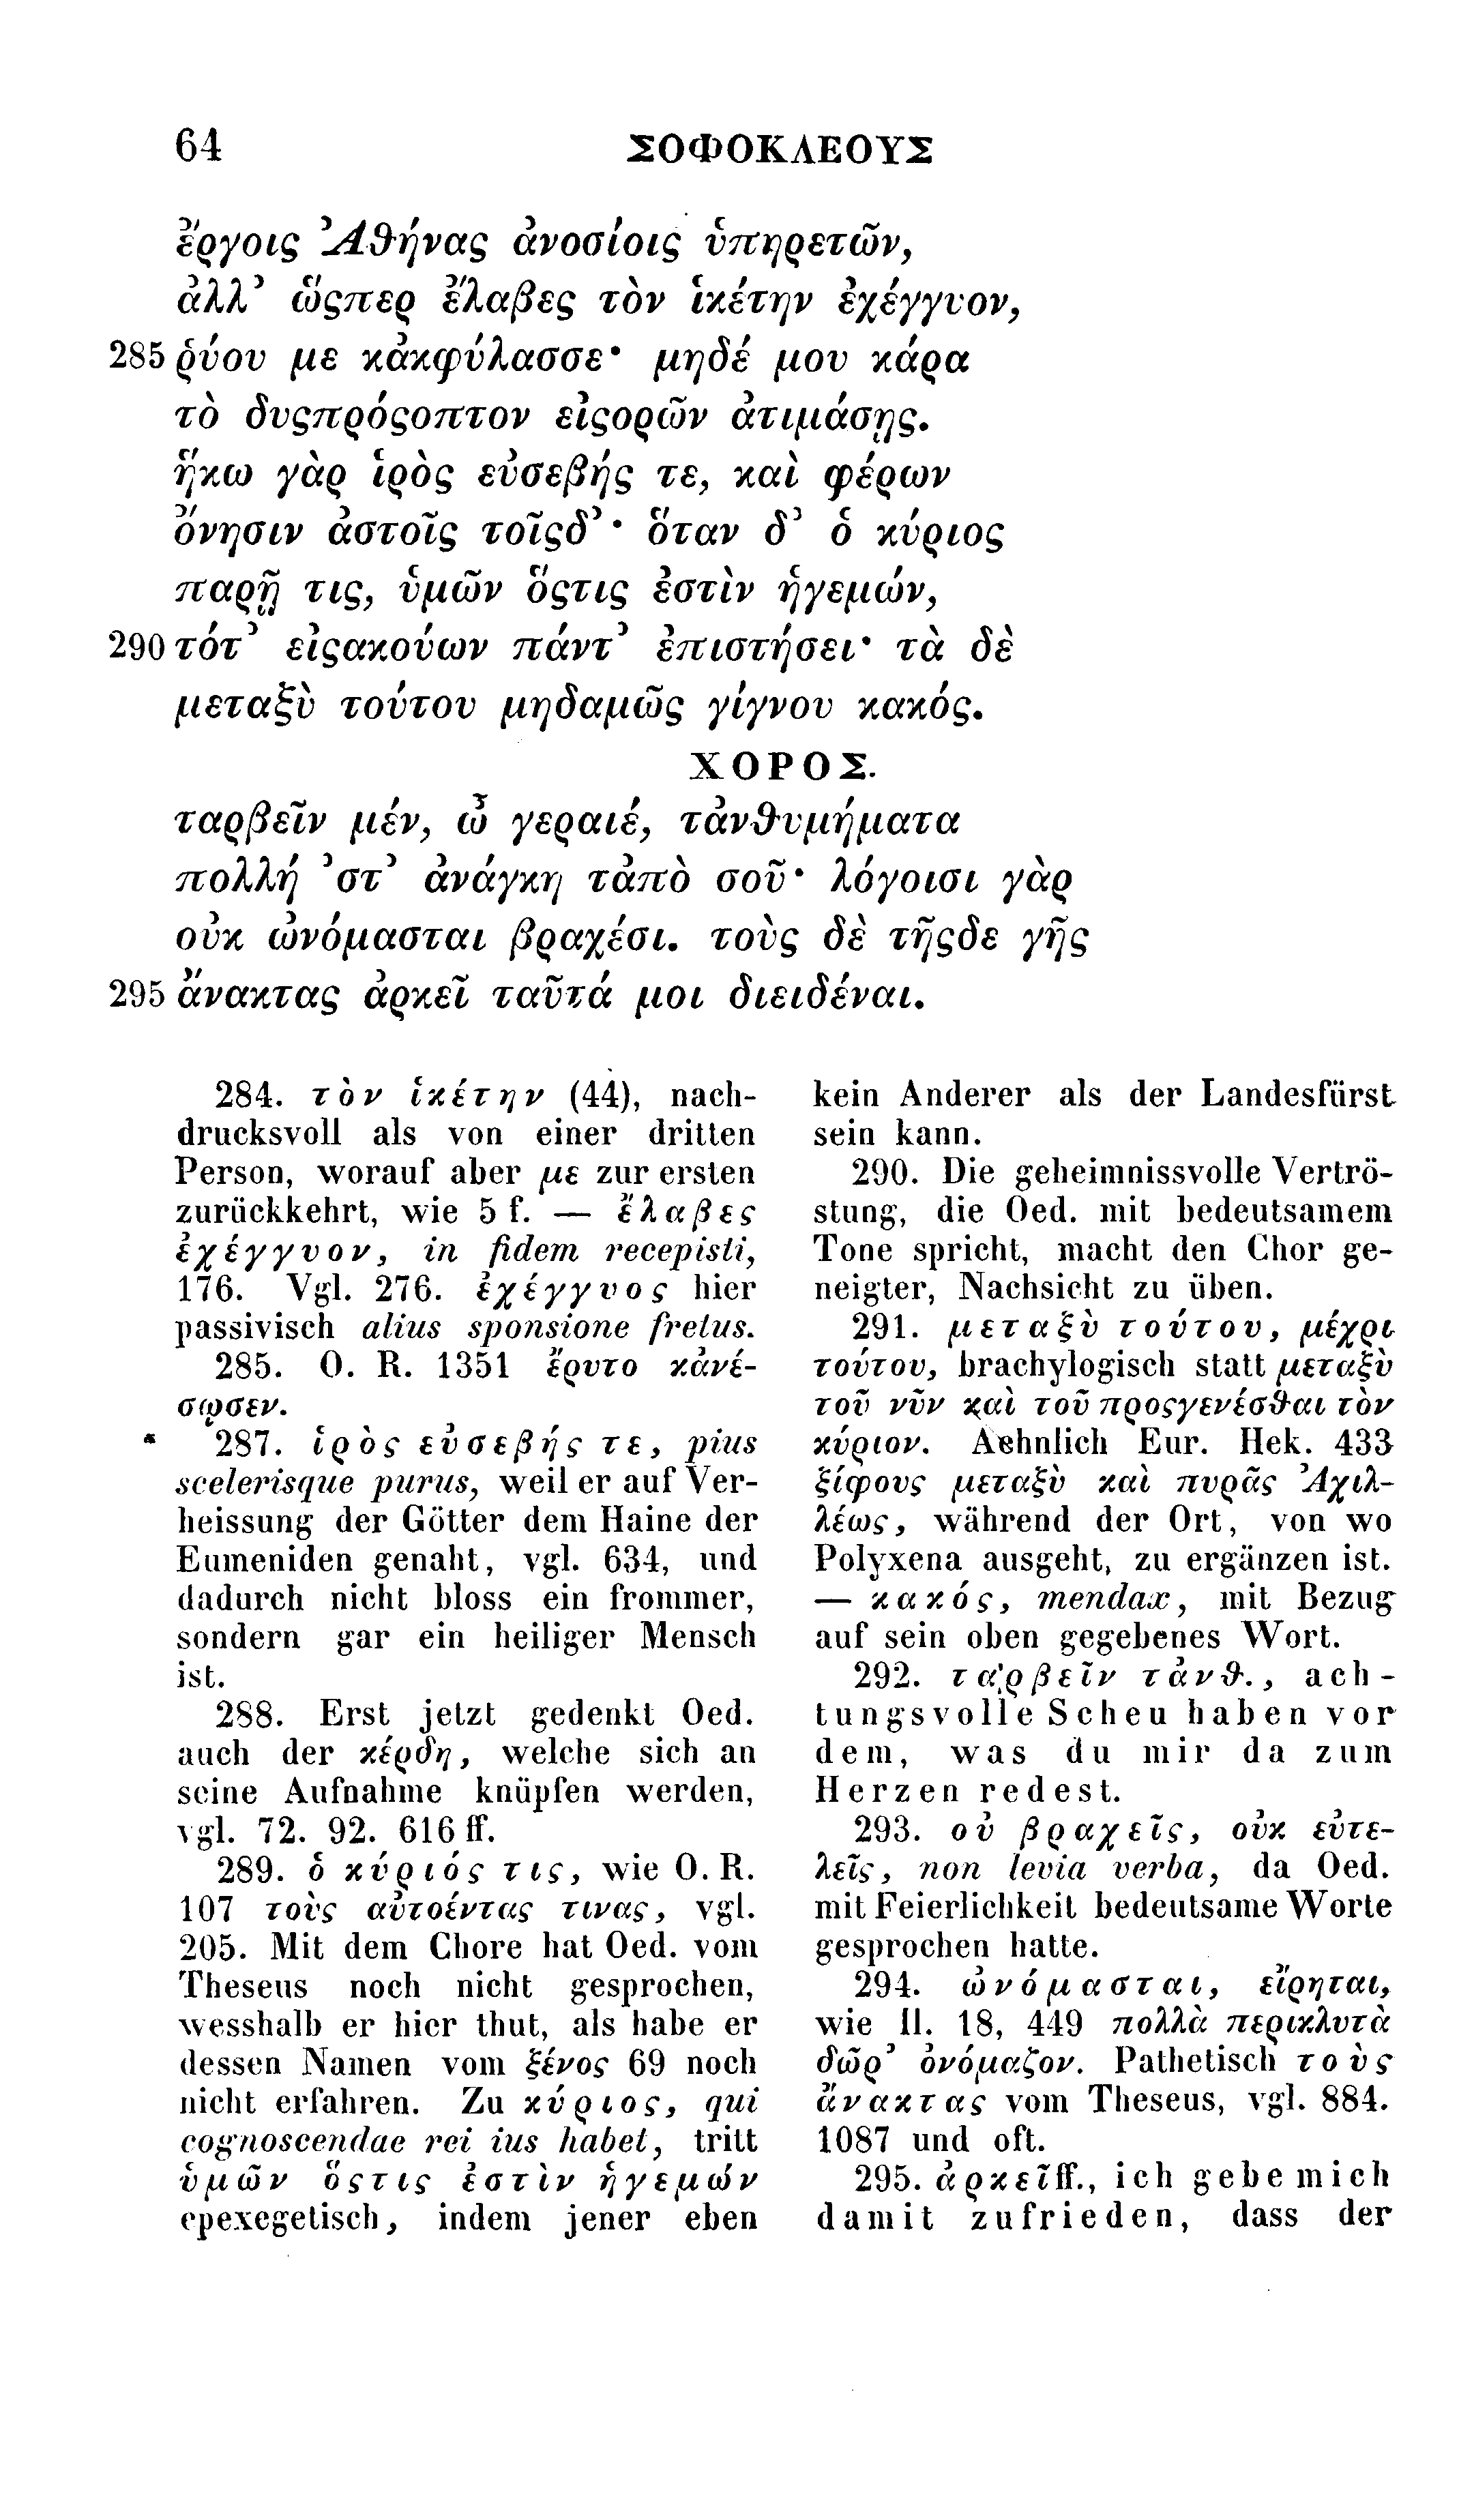 64 ΣΟΦΟΚΛΕΟΥΣ
ἔργοις Ἀθήνας ἀνοσίοις ὑπηρετῶν,
ἀλλ’ ὥςπερ ἔλαβες τὸν ἱκέτην ἐχέγγυον,
285 ῥύου με κἀκφύλασσε· μηδέ μου κάρα
τὸ δυςπρόςοπτον εἰςορῶν ἀτιμάσῃς.
ἥκω γὰρ ἱρὸς εὐσεβής τε, καὶ φέρων
ὄνησιν ἀστοῖς τοῖςδ’· ὅταν δ’ ὁ κύριος
παρῇ τις, ὑμῶν ὅςτις ἐστὶν ἡγεμών,
290 τότ’ εἰςακούων πάντ’ ἐπιστήσει· τὰ δὲ
μεταξὺ τούτου μηδαμῶς γίγνου κακός.
ΧΟΡΟΣ.
ταρβεῖν μέν, ὦ γεραιέ, τἀνθυμήματα
πολλή ’στ’ ἀνάγκη τἀπὸ σοῦ· λόγοισι γὰρ
οὐκ ὠνόμασται βραχέσι. τοὺς δὲ τῆςδε γῆς
295 ἄνακτας ἀρκεῖ ταῦτά μοι διειδέναι.
284. τὸν ἱκέτην (44), nach-
drucksvoll als von einer dritten
Person, worauf aber με zur ersten
zurückkehrt, wie 5 f. — ἔλαβες
ἐχέγγυον, in fidem recepisti,
176. Vgl. 276. ἐχέγγυος hier
passivisch alius sponsione fretus.
285. O. R. 1351 ἔρυτο κἀνέ-
σωσεν.
287. ἱρὸς εὐσεβής τε, pius
scelerisque purus, weil er auf Ver-
heissung der Götter dem Haine der
Eumeniden genaht, vgl. 634, und
dadurch nicht bloss ein frommer,
sondern gar ein heiliger Mensch
ist.
288. Erst jetzt gedenkt Oed.
auch der κέρδη, welche sich an
seine Aufnahme knüpfen werden,
vgl. 72. 92. 616 ff.
289. ὁ κύριός τις, wie O. R.
107 τοὺς αὐτοέντας τινας, vgl.
205. Mit dem Chore hat Oed. vom
Theseus noch nicht gesprochen,
wesshalb er hier thut, als habe er
dessen Namen vom ξένος 69 noch
nicht erfahren. Zu κύριος, qui
cognoscendae rei ius habet, tritt
ὑμῶν ὅςτις ἐστὶν ἡγεμών
epexegetisch, indem jener eben
kein Anderer als der Landesfürst
sein kann.
290. Die geheimnissvolle Vertrö-
stung, die Oed. mit bedeutsamem
Tone spricht, macht den Chor ge-
neigter, Nachsicht zu üben.
291. μεταξὺ τούτου, μέχρι
τούτου, brachylogisch statt μεταξὺ
τοῦ νῦν καὶ τοῦ προςγενέσθαι τὸν
κύριον. Aehnlich Eur. Hek. 433
ξίφους μεταξὺ καὶ πυρᾶς Ἀχιλ-
λέως, während der Ort, von wo
Polyxena ausgeht, zu ergänzen ist.
— κακός, mendax, mit Bezug
auf sein oben gegebenes Wort.
292. ταρβεῖν τἀνθ., ach-
tungsvolle Scheu haben vor
dem, was du mir da zum
Herzen redest.
293. οὐ βραχεῖς, οὐκ εὐτε-
λεῖς, non levia verba, da Oed.
mit Feierlichkeit bedeutsame Worte
gesprochen hatte.
294. ὠνόμασται, εἴρηται,
wie Il. 18, 449 πολλὰ περικλυτὰ
δῶρ’ ὀνόμαζον. Pathetisch τοὺς
ἄνακτας vom Theseus, vgl. 884.
1087 und oft.
295. ἀρκεῖ ff., ich gebe mich
damit zufrieden, dass der